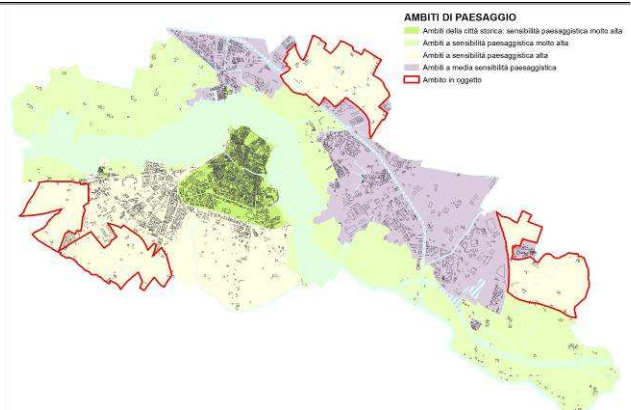 AMBITI DI PAESAGGIO
Ambiti della città storica: sensibilità paesaggistica molto alta
Ambiti a sensibilità paesaggistica molto alta
Ambiti a sensibilità paesaggistica alta
Ambiti a media sensibilità paesaggistica
Ambito in oggetto